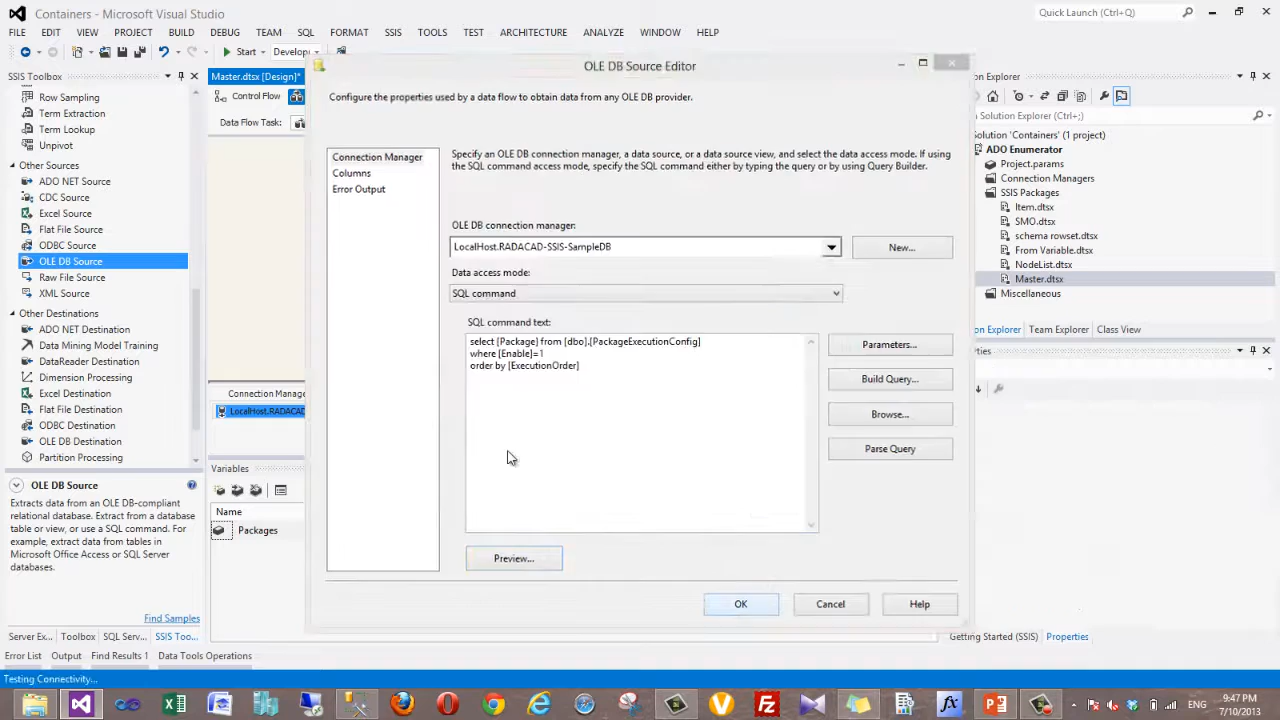 Containers - Microsoft Visual Studio
Quick Launch (Ctrl+Q)
FILE EDIT VIEW PROJECT BUILD DEBUG TEAM SQL FORMAT SSIS TOOLS TEST ARCHITECTURE ANALYZE WINDOW HELP
Start Develop
SSIS Toolbox
Row Sampling
Term Extraction
Term Lookup
Unpivot
Other Sources
ADO NET Source
CDC Source
Excel Source
Flat File Source
ODBC Source
OLE DB Source
Raw File Source
XML Source
Other Destinations
ADO NET Destination
Data Mining Model Training
DataReader Destination
Dimension Processing
Excel Destination
Flat File Destination
ODBC Destination
OLE DB Destination
Partition Processing
OLE DB Source
Extracts data from an OLE DB-compliant
relational database. Extract from a database
table or view, or use a SQL command. For
example, extract data from tables in
Microsoft Office Access or SQL Server
databases.
Find Samples
Server Ex... Toolbox SQL Serv... SSIS Too...
Master.dtsx [Design]*
Control Flow
Data Flow Task:
Connection Manage
LocalHost.RADACAD
Variables
Name
Packages
OLE DB Source Editor
Configure the properties used by a data flow to obtain data from any OLE DB provider.
Connection Manager
Columns
Error Output
Specify an OLE DB connection manager, a data source, or a data source view, and select the data access mode. If using
the SQL command access mode, specify the SQL command either by typing the query or by using Query Builder.
OLE DB connection manager:
LocalHost.RADACAD-SSIS-SampleDB
New...
Data access mode:
SQL command
SQL command text:
select [Package] from [dbo].[PackageExecutionConfig]
where [Enable]=1
order by [ExecutionOrder]
Parameters...
Build Query...
Browse...
Parse Query
Preview...
OK Cancel Help
on Explorer
h Solution Explorer (Ctrl+;)
Solution 'Containers' (1 project)
ADO Enumerator
Project.params
Connection Managers
SSIS Packages
Item.dtsx
SMO.dtsx
schema rowset.dtsx
From Variable.dtsx
NodeList.dtsx
Master.dtsx
Miscellaneous
on Explorer Team Explorer Class View
ties
Getting Started (SSIS) Properties
Error List Output Find Results 1 Data Tools Operations
Testing Connectivity...
ENG
9:47 PM
7/10/2013